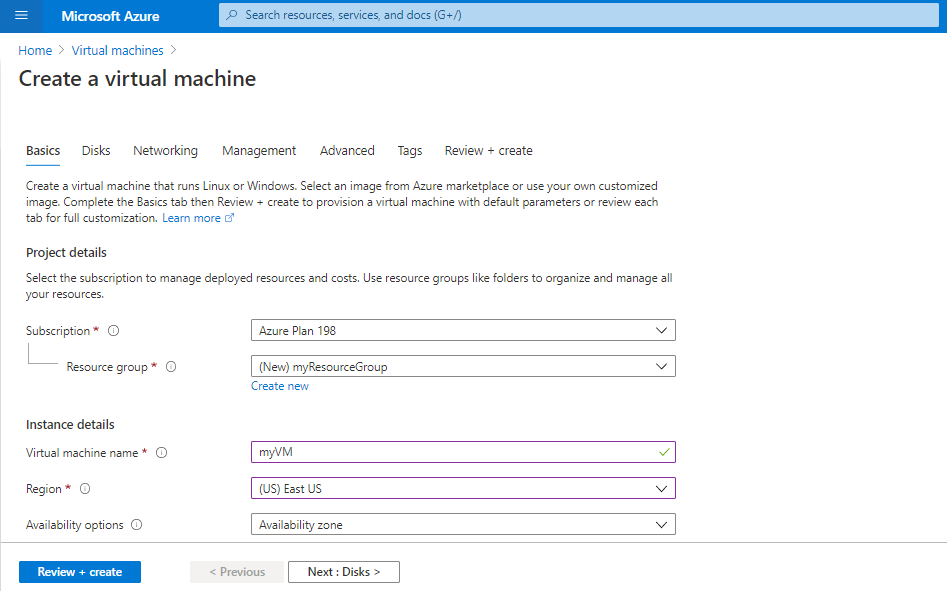 Microsoft Azure
Search resources, services, and docs (G+/)
Home > Virtual machines >
Create a virtual machine
Basics Disks Networking Management Advanced Tags Review + create
Create a virtual machine that runs Linux or Windows. Select an image from Azure marketplace or use your own customized
image. Complete the Basics tab then Review + create to provision a virtual machine with default parameters or review each
tab for full customization. Learn more
Project details
Select the subscription to manage deployed resources and costs. Use resource groups like folders to organize and manage all
your resources.
Subscription *
Azure Plan 198
Resource group *
(New) myResourceGroup
Create new
Instance details
Virtual machine name *
myVM
Region *
(US) East US
Availability options
Availability zone
Review + create
< Previous
Next : Disks >